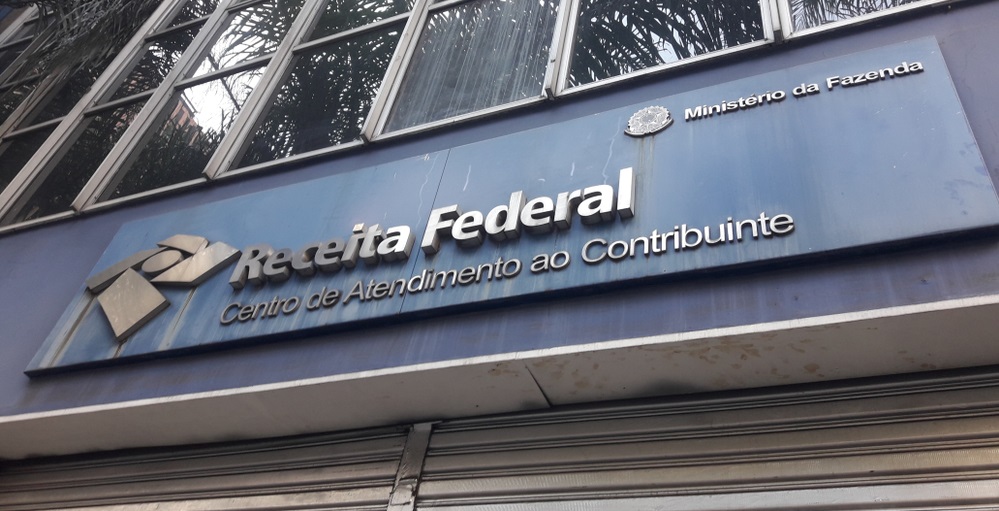 Ministério da Fazenda
Receita Federal
Centro de Atendimento ao Contribuinte